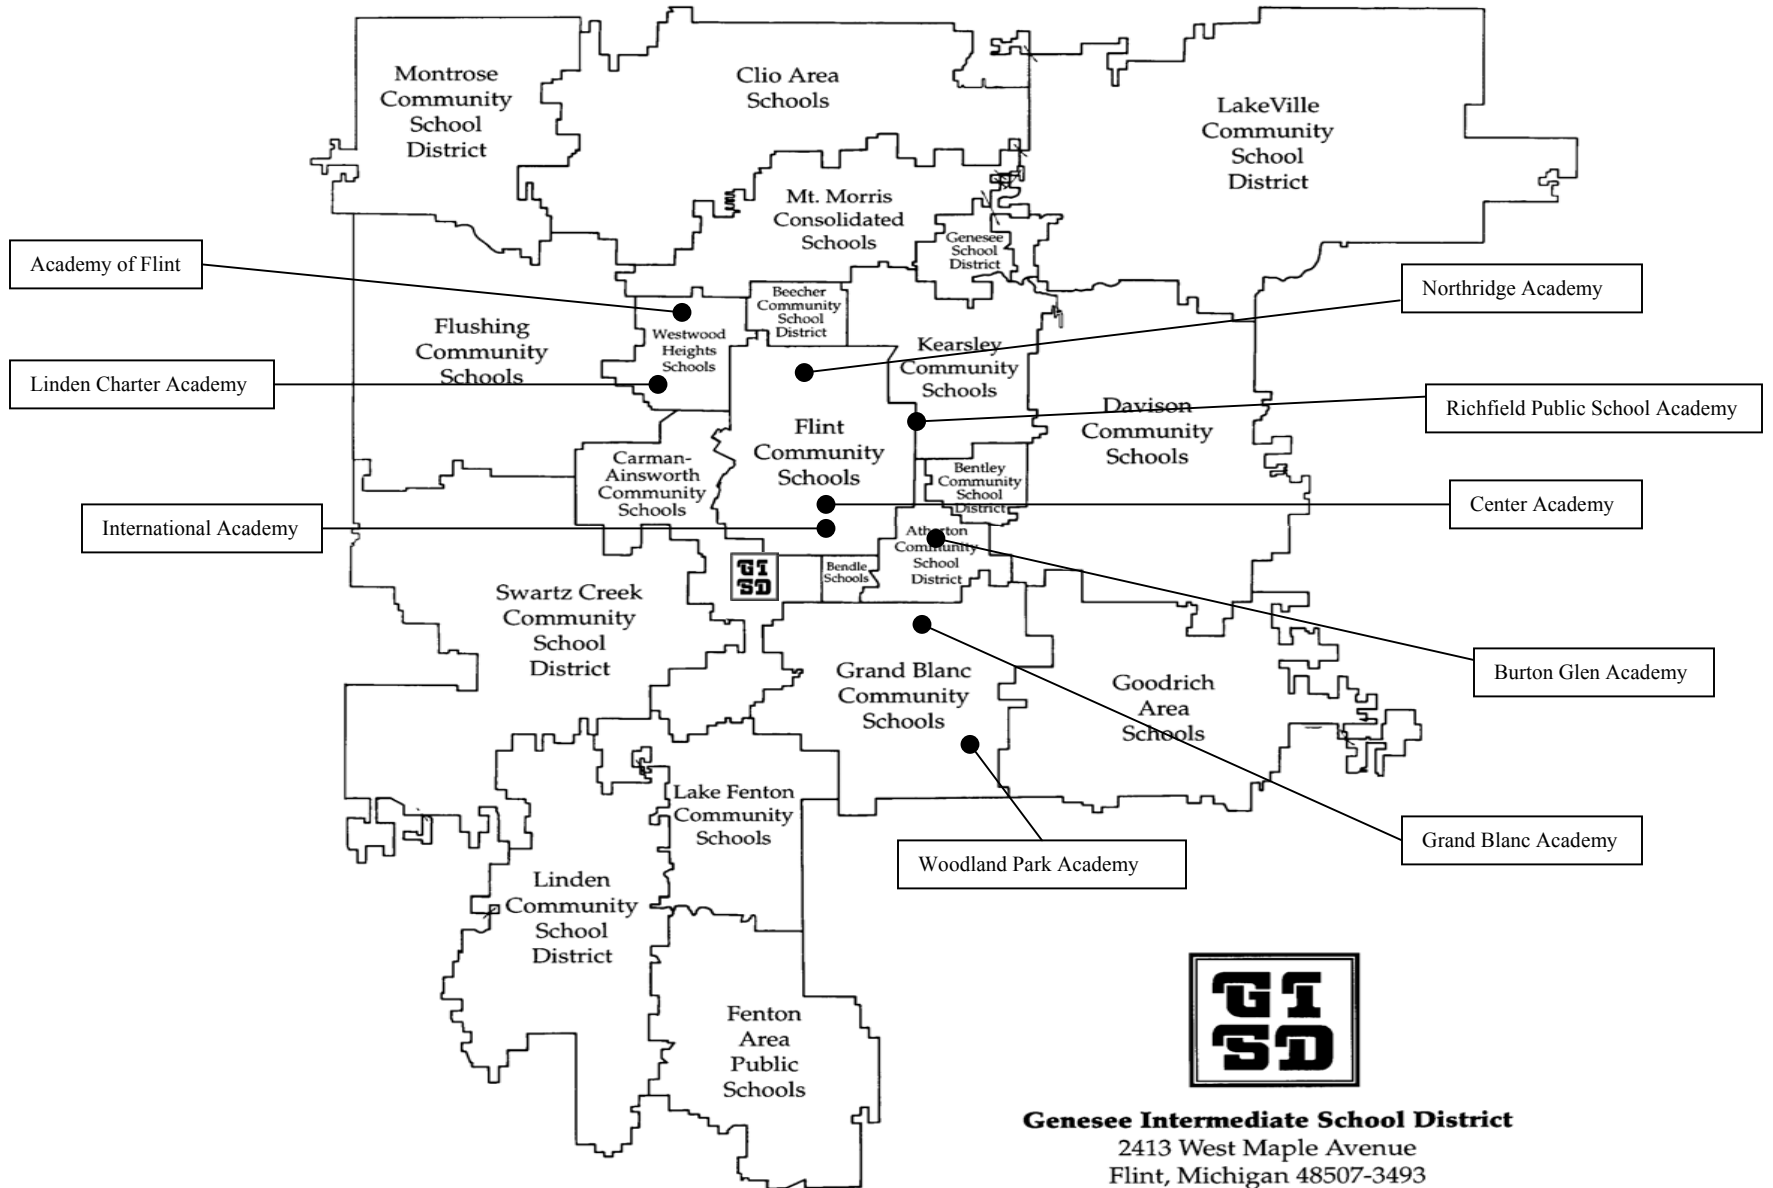 Montrose
Community
School
District
Clio Area
Schools
LakeVille
Community
School
District
Mt. Morris
Consolidated
Schools
Genesee
School
District
Academy of Flint
Northridge Academy
Beecher
Community
School
District
Flushing
Community
Schools
Westwood
Heights
Schools
Kearsley
Community
Schools
Linden Charter Academy
Richfield Public School Academy
Davison
Community
Schools
Flint
Community
Schools
Carman-
Ainsworth
Community
Schools
Bentley
Community
School
District
Center Academy
International Academy
Atherton
Community
School
District
Bendle
Schools
GI
SD
Swartz Creek
Community
School
District
Grand Blanc
Community
Schools
Goodrich
Area
Schools
Burton Glen Academy
Lake Fenton
Community
Schools
Grand Blanc Academy
Woodland Park Academy
Linden
Community
School
District
Fenton
Area
Public
Schools
GI
SD
Genesee Intermediate School District
2413 West Maple Avenue
Flint, Michigan 48507-3493